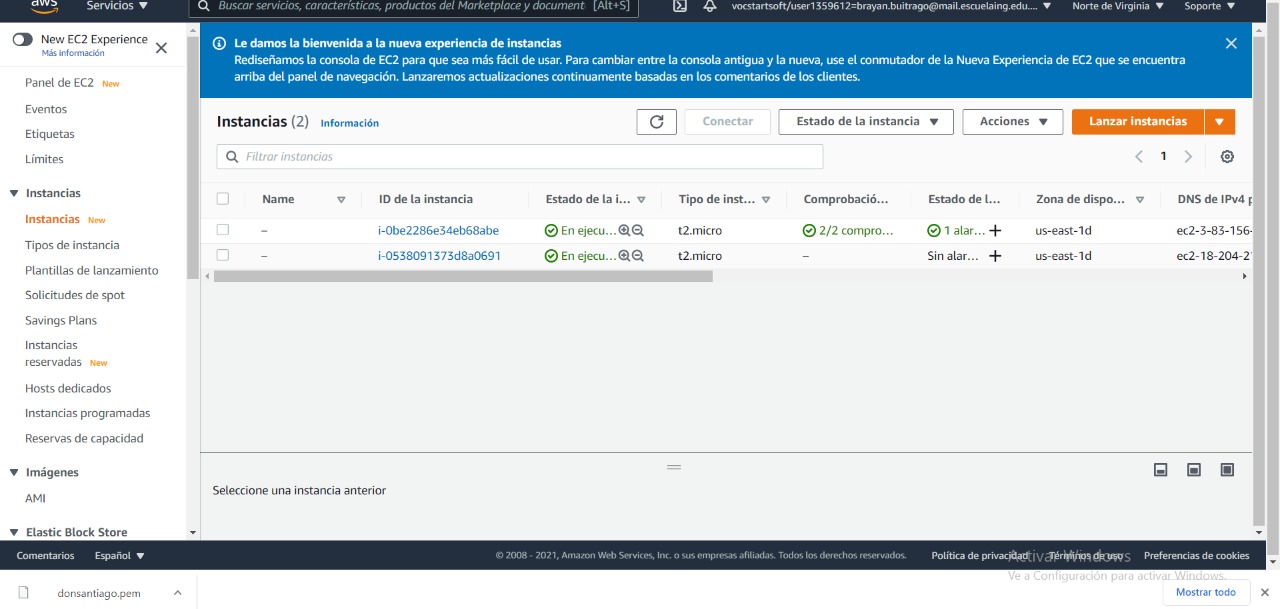 aws
Servicios
Buscar servicios, características, productos del Marketplace y document [Alt+S]
vocstartsoft/user1359612=brayan.buitrago@mail.escuelaing.edu....
Norte de Virginia
Soporte
New EC2 Experience
Más información
Panel de EC2 New
Eventos
Etiquetas
Límites
Instancias
Instancias New
Tipos de instancia
Plantillas de lanzamiento
Solicitudes de spot
Savings Plans
Instancias
reservadas New
Hosts dedicados
Instancias programadas
Reservas de capacidad
Imágenes
AMI
Elastic Block Store
Le damos la bienvenida a la nueva experiencia de instancias
Rediseñamos la consola de EC2 para que sea más fácil de usar. Para cambiar entre la consola antigua y la nueva, use el conmutador de la Nueva Experiencia de EC2 que se encuentra
arriba del panel de navegación. Lanzaremos actualizaciones continuamente basadas en los comentarios de los clientes.
Instancias (2) Información
Conectar
Estado de la instancia
Acciones
Lanzar instancias
Filtrar instancias
1
Name ID de la instancia Estado de la i... Tipo de inst... Comprobació... Estado de l... Zona de dispo... DNS de IPv4 p
– i-0be2286e34eb68abe En ejecu... t2.micro 2/2 compro... 1 alar... + us-east-1d ec2-3-83-156-
– i-0538091373d8a0691 En ejecu... t2.micro – Sin alar... + us-east-1d ec2-18-204-21
Seleccione una instancia anterior
Comentarios Español
© 2008 - 2021, Amazon Web Services, Inc. o sus empresas afiliadas. Todos los derechos reservados.
Política de privacidad Términos de uso Preferencias de cookies
Activar Windows
Ve a Configuración para activar Windows.
donsantiago.pem
Mostrar todo